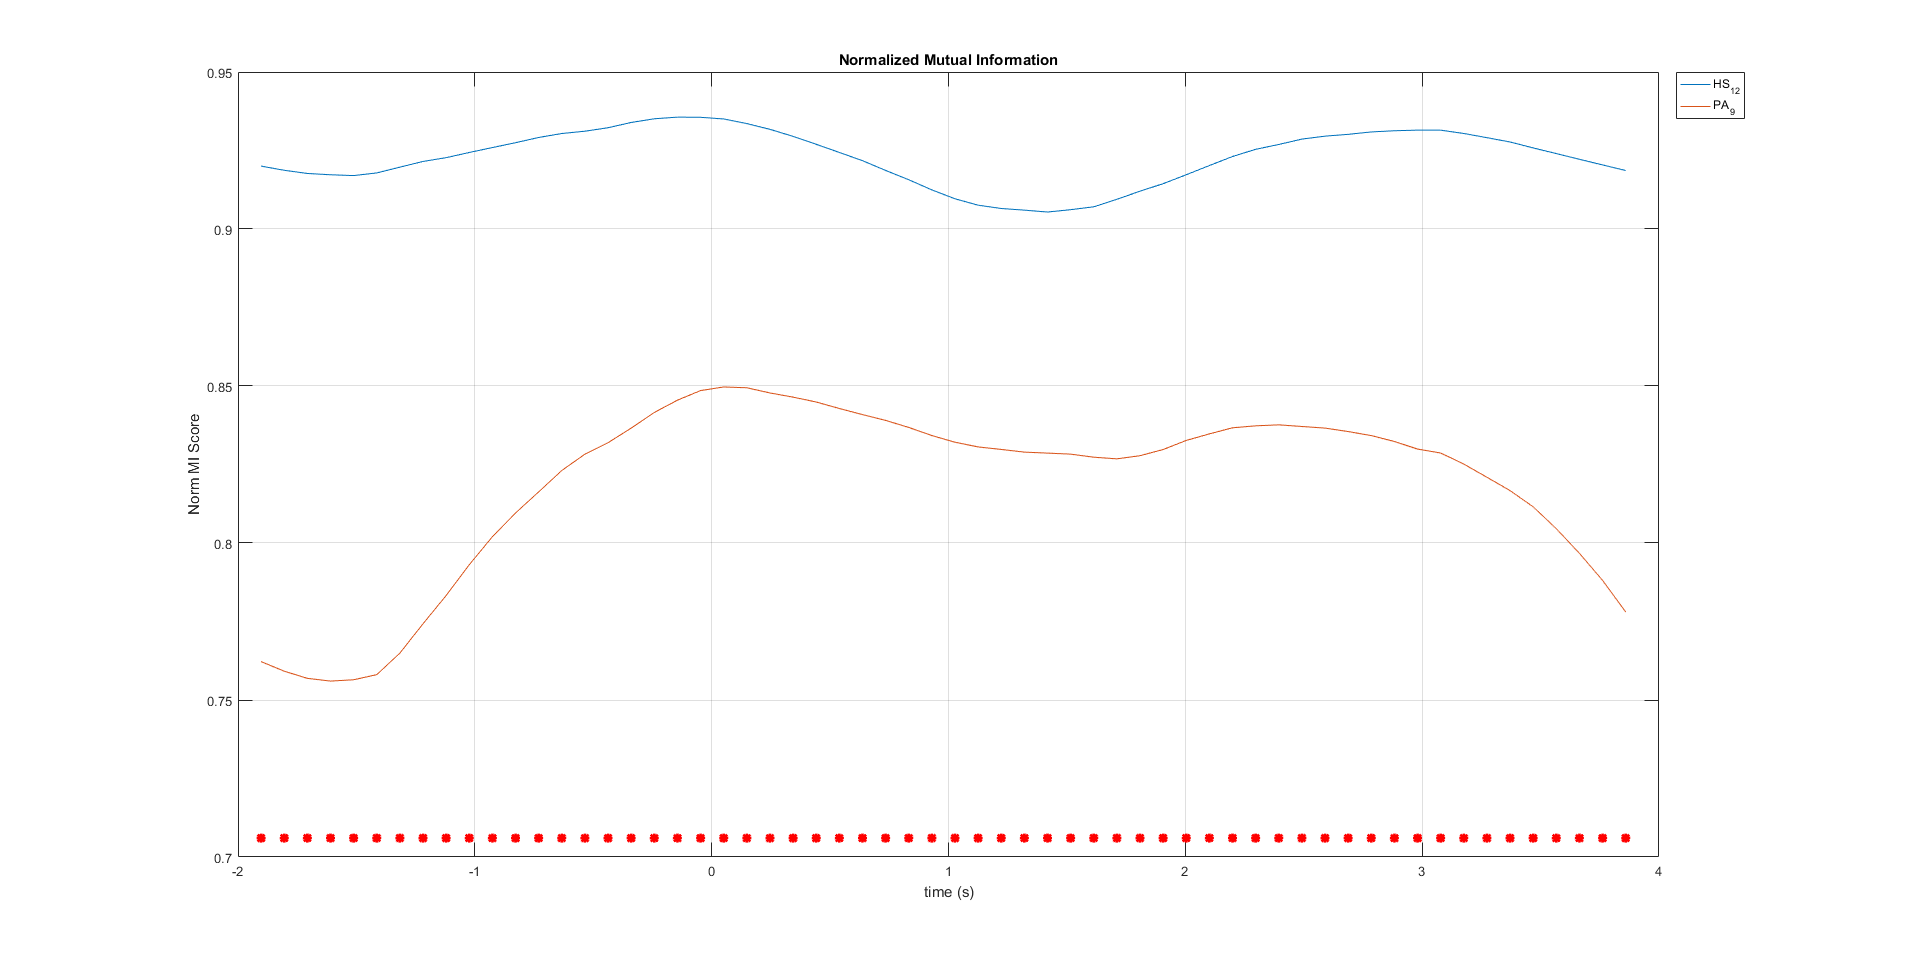 Normalized Mutual Information
HS12
PA9
0.95
0.9
0.85
0.8
0.75
0.7
Norm MI Score
-2 -1 0 1 2 3 4
time (s)